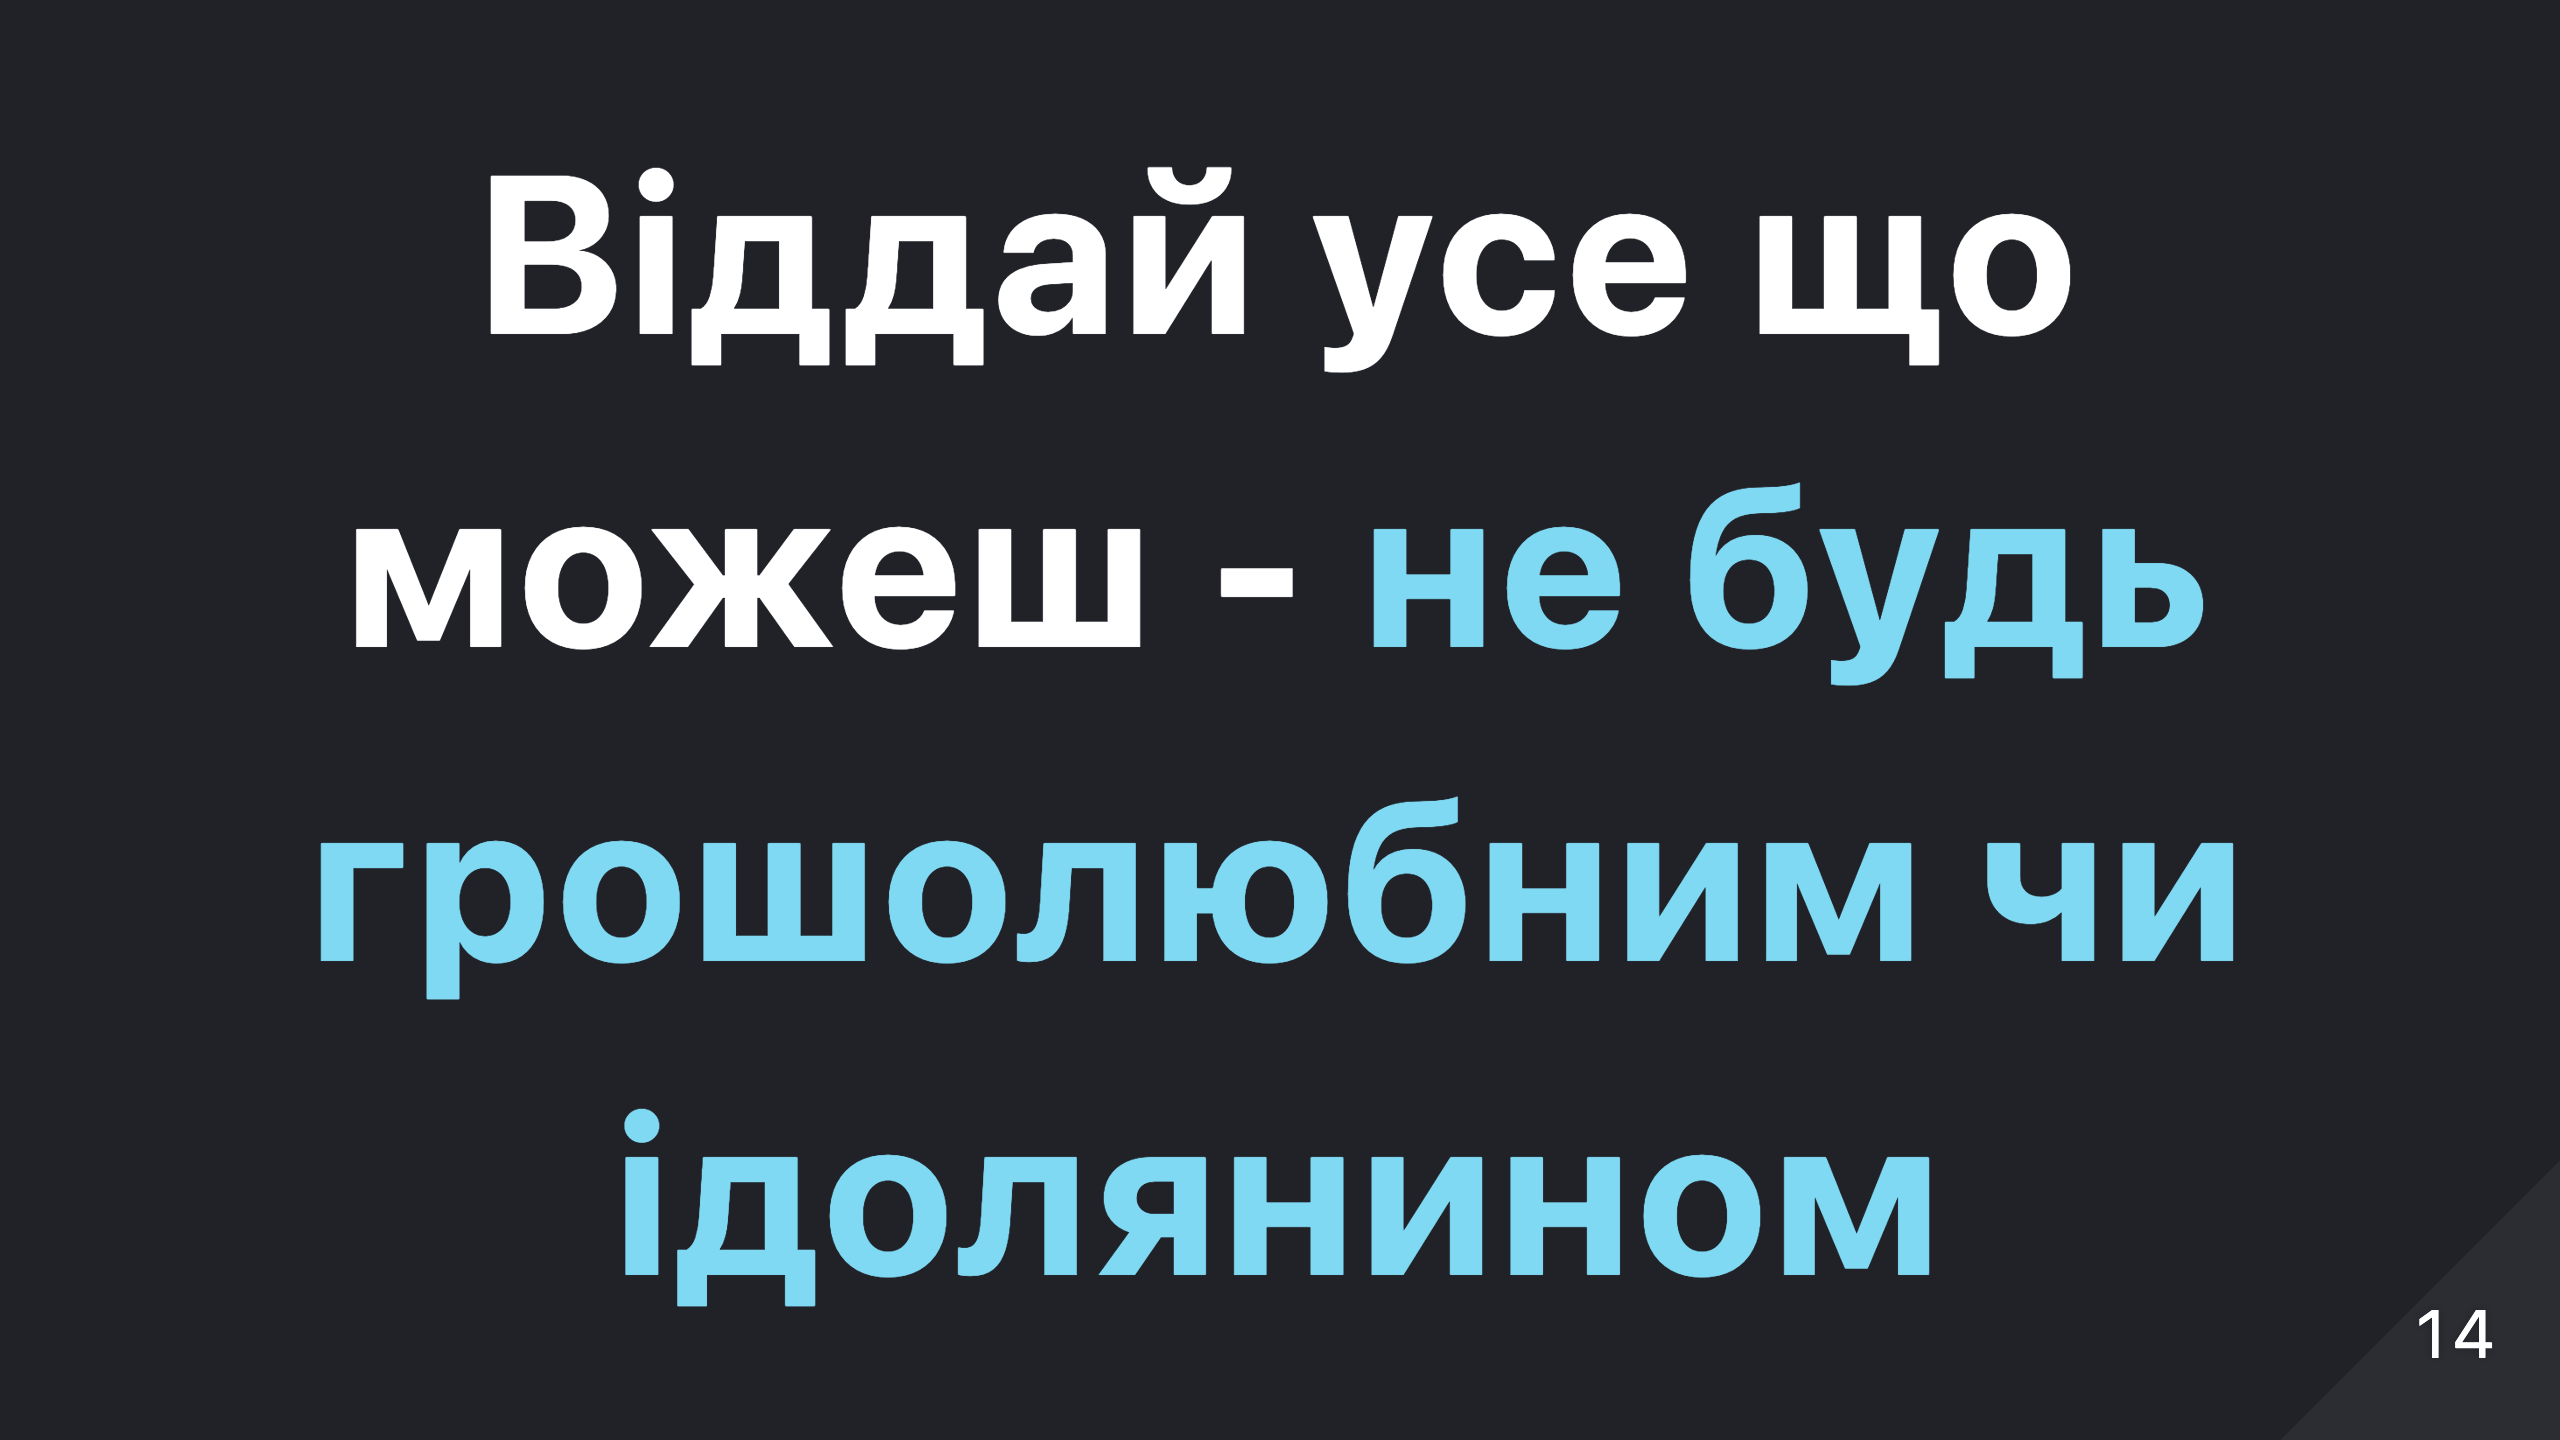 Віддай усе що
можеш - не будь
грошолюбним чи
ідолянином
14